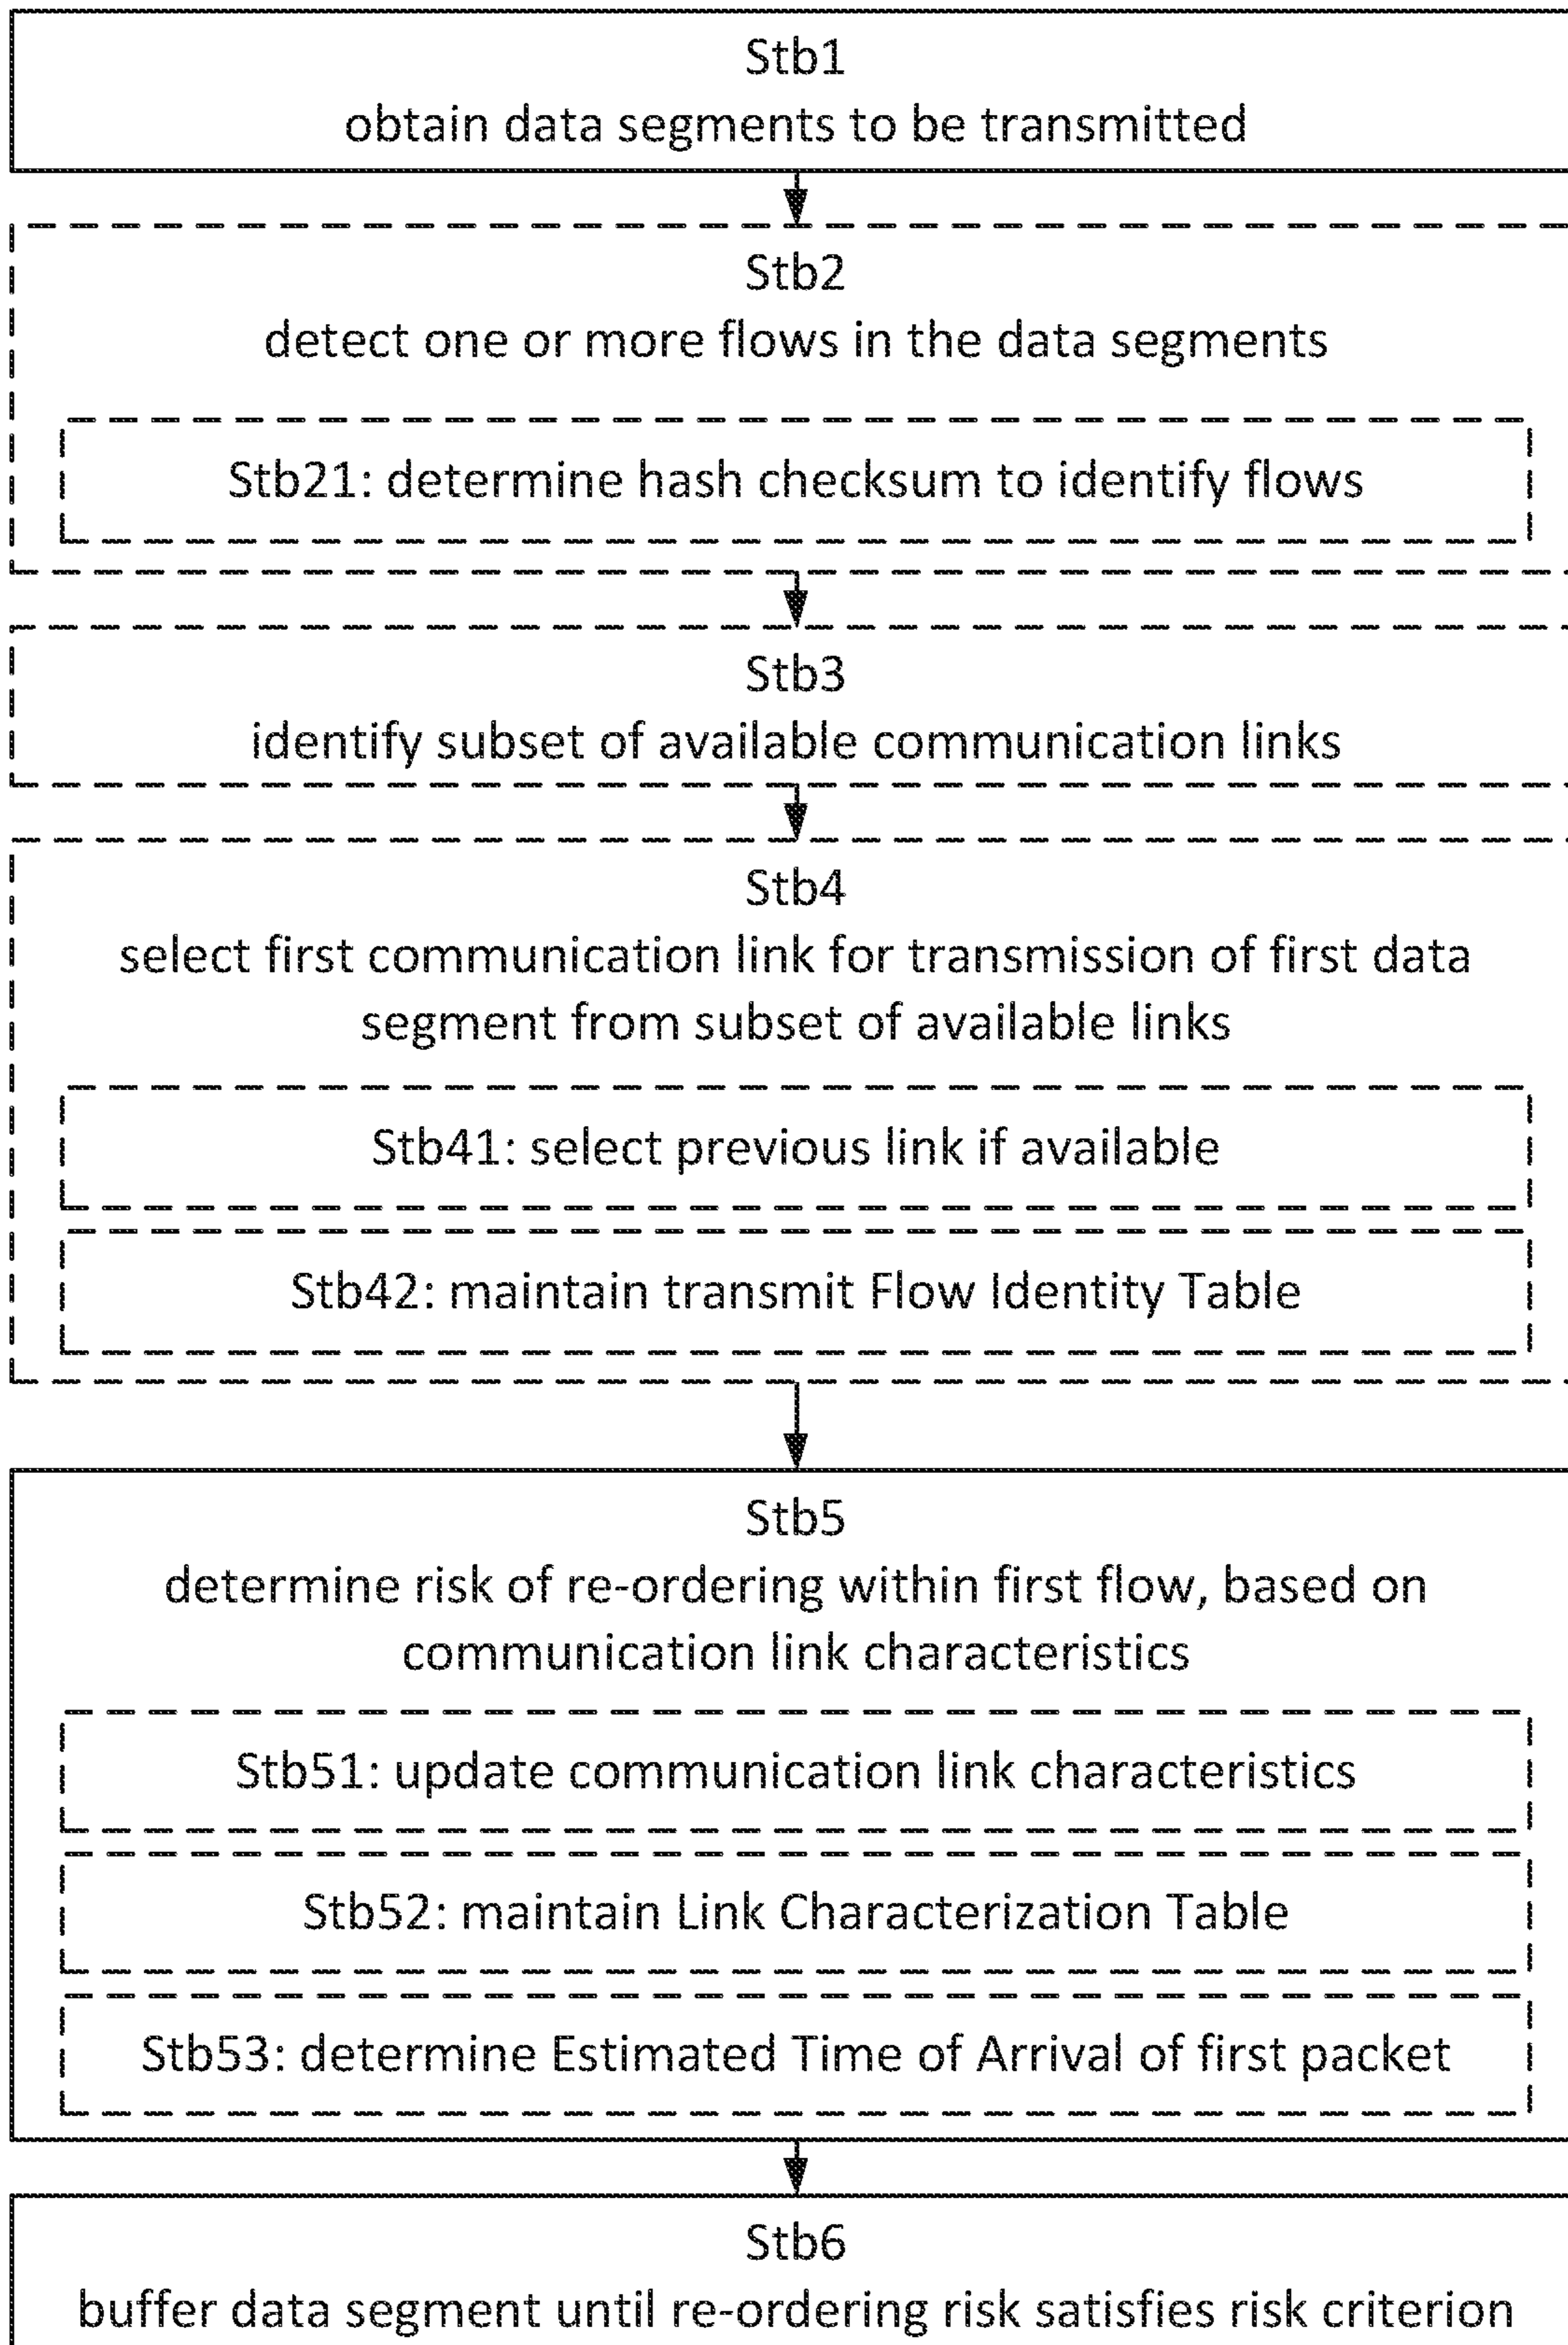 Stb1
obtain data segments to be transmitted
Stb2
detect one or more flows in the data segments
Stb21: determine hash checksum to identify flows
Stb3
identify subset of available communication links
Stb4
select first communication link for transmission of first data
segment from subset of available links
Stb41: select previous link if available
Stb42: maintain transmit Flow Identity Table
Stb5
determine risk of re-ordering within first flow, based on
communication link characteristics
Stb51: update communication link characteristics
Stb52: maintain Link Characterization Table
Stb53: determine Estimated Time of Arrival of first packet
Stb6
buffer data segment until re-ordering risk satisfies risk criterion